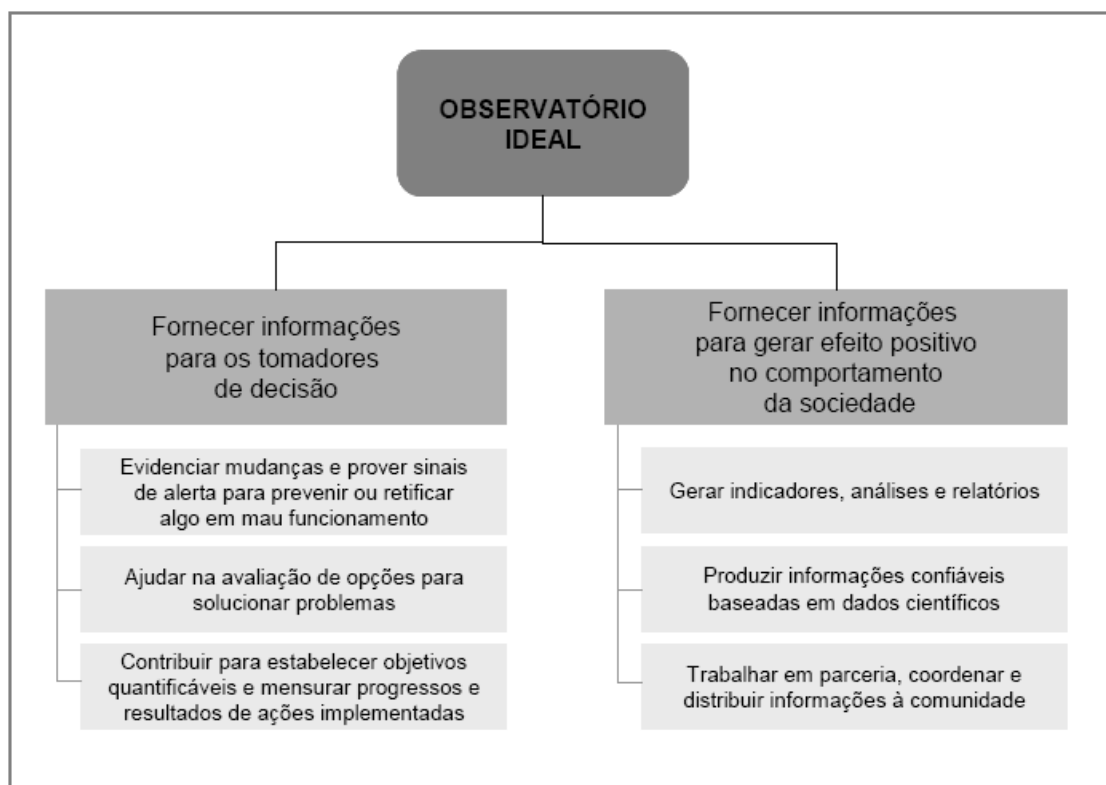 OBSERVATÓRIO
IDEAL
Fornecer informações
para os tomadores
de decisão
Evidenciar mudanças e prover sinais
de alerta para prevenir ou retificar
algo em mau funcionamento
Ajudar na avaliação de opções para
solucionar problemas
Contribuir para estabelecer objetivos
quantificáveis e mensurar progressos e
resultados de ações implementadas
Fornecer informações
para gerar efeito positivo
no comportamento
da sociedade
Gerar indicadores, análises e relatórios
Produzir informações confiáveis
baseadas em dados científicos
Trabalhar em parceria, coordenar e
distribuir informações à comunidade